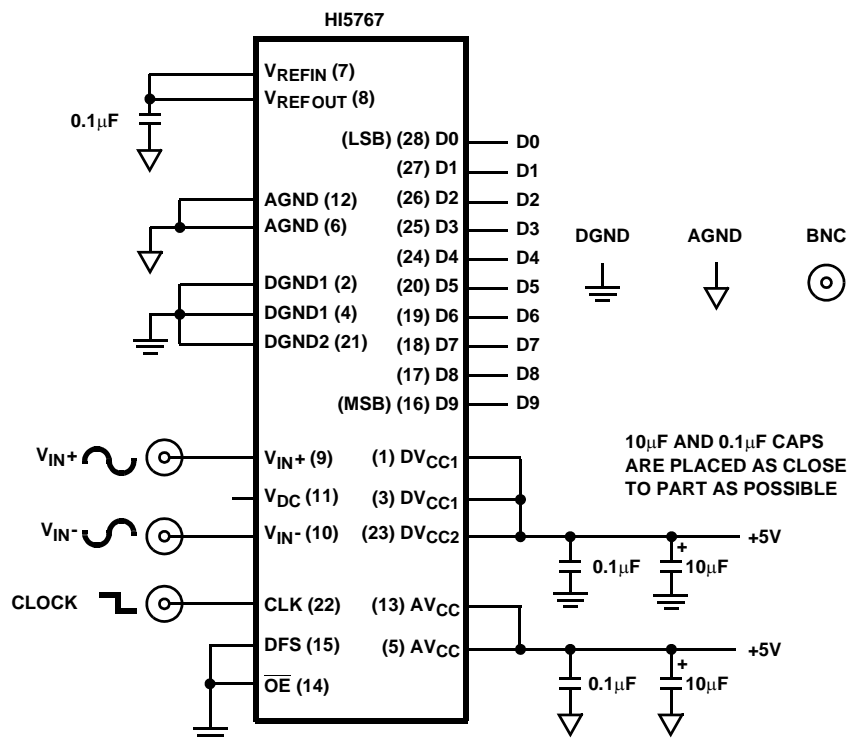 HI5767
VREFIN (7)
VREFOUT (8)
0.1μF
AGND (12)
AGND (6)
DGND1 (2)
DGND1 (4)
DGND2 (21)
VIN+
VIN+ (9)
VDC (11)
VIN-
VIN- (10)
CLOCK
CLK (22)
DFS (15)
OE (14)
(LSB) (28) D0 D0
(27) D1 D1
(26) D2 D2
(25) D3 D3
(24) D4 D4
(20) D5 D5
(19) D6 D6
(18) D7 D7
(17) D8 D8
(MSB) (16) D9 D9
(1) DVCC1
(3) DVCC1
(23) DVCC2
(13) AVCC
(5) AVCC
DGND AGND BNC
10μF AND 0.1μF CAPS
ARE PLACED AS CLOSE
TO PART AS POSSIBLE
+5V
0.1μF + 10μF
+5V
0.1μF + 10μF